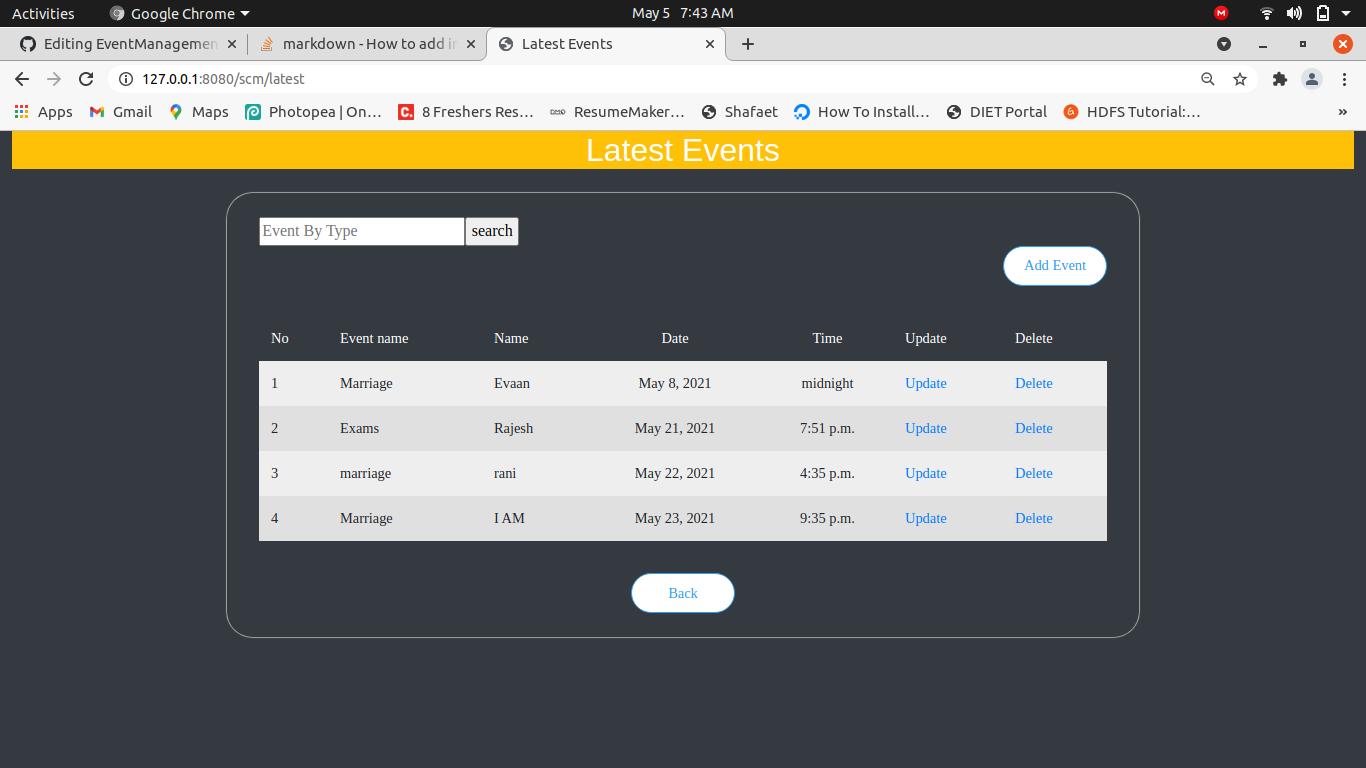 Activities Google Chrome May 5 7:43 AM
Editing EventManagemen markdown - How to add in Latest Events
127.0.0.1:8080/scm/latest
Apps Gmail Maps Photopea | On… 8 Freshers Res… ResumeMaker… Shafaet How To Install… DIET Portal HDFS Tutorial:… »
Latest Events
Event By Type search
Add Event
No Event name Name Date Time Update Delete
1 Marriage Evaan May 8, 2021 midnight Update Delete
2 Exams Rajesh May 21, 2021 7:51 p.m. Update Delete
3 marriage rani May 22, 2021 4:35 p.m. Update Delete
4 Marriage I AM May 23, 2021 9:35 p.m. Update Delete
Back